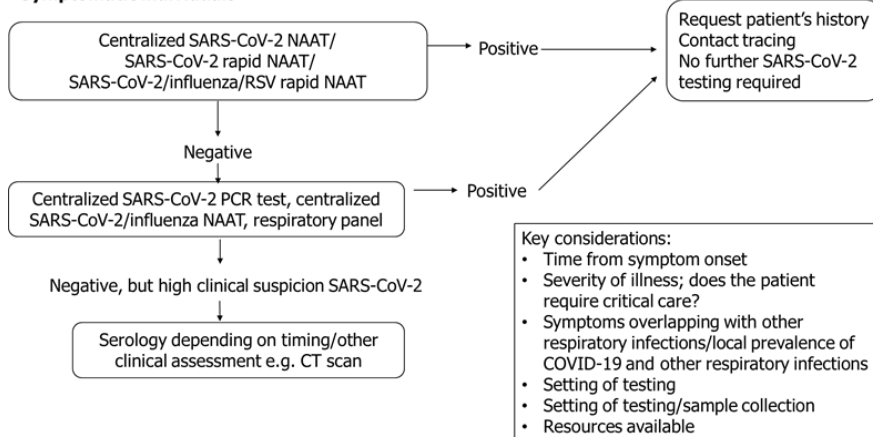 Centralized SARS-CoV-2 NAAT/
SARS-CoV-2 rapid NAAT/
SARS-CoV-2/influenza/RSV rapid NAAT
Positive
Request patient's history
Contact tracing
No further SARS-CoV-2
testing required
Negative
Centralized SARS-CoV-2 PCR test, centralized
SARS-CoV-2/influenza NAAT, respiratory panel
Positive
Negative, but high clinical suspicion SARS-CoV-2
Serology depending on timing/other
clinical assessment e.g. CT scan
Key considerations:
• Time from symptom onset
• Severity of illness; does the patient
require critical care?
• Symptoms overlapping with other
respiratory infections/local prevalence of
COVID-19 and other respiratory infections
• Setting of testing
• Setting of testing/sample collection
• Resources available